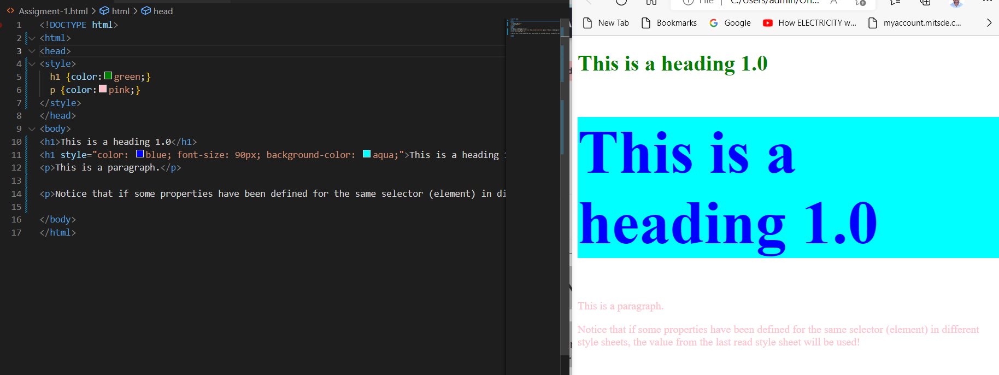 Assigment-1.html > html > head
1 <!DOCTYPE html>
2 <html>
3 <head>
4 <style>
5 h1 {color:green;}
6 p {color:pink;}
7 </style>
8 </head>
9 <body>
10 <h1>This is a heading 1.0</h1>
11 <h1 style="color: blue; font-size: 90px; background-color: aqua;">This is a heading
12 <p>This is a paragraph.</p>
13
14 <p>Notice that if some properties have been defined for the same selector (element) in di
15
16 </body>
17 </html>
File | C:/Users/admin/On...
New Tab Bookmarks Google How ELECTRICITY w... myaccount.mitsde.c...
This is a heading 1.0
This is a
heading 1.0
This is a paragraph.
Notice that if some properties have been defined for the same selector (element) in different
style sheets, the value from the last read style sheet will be used!